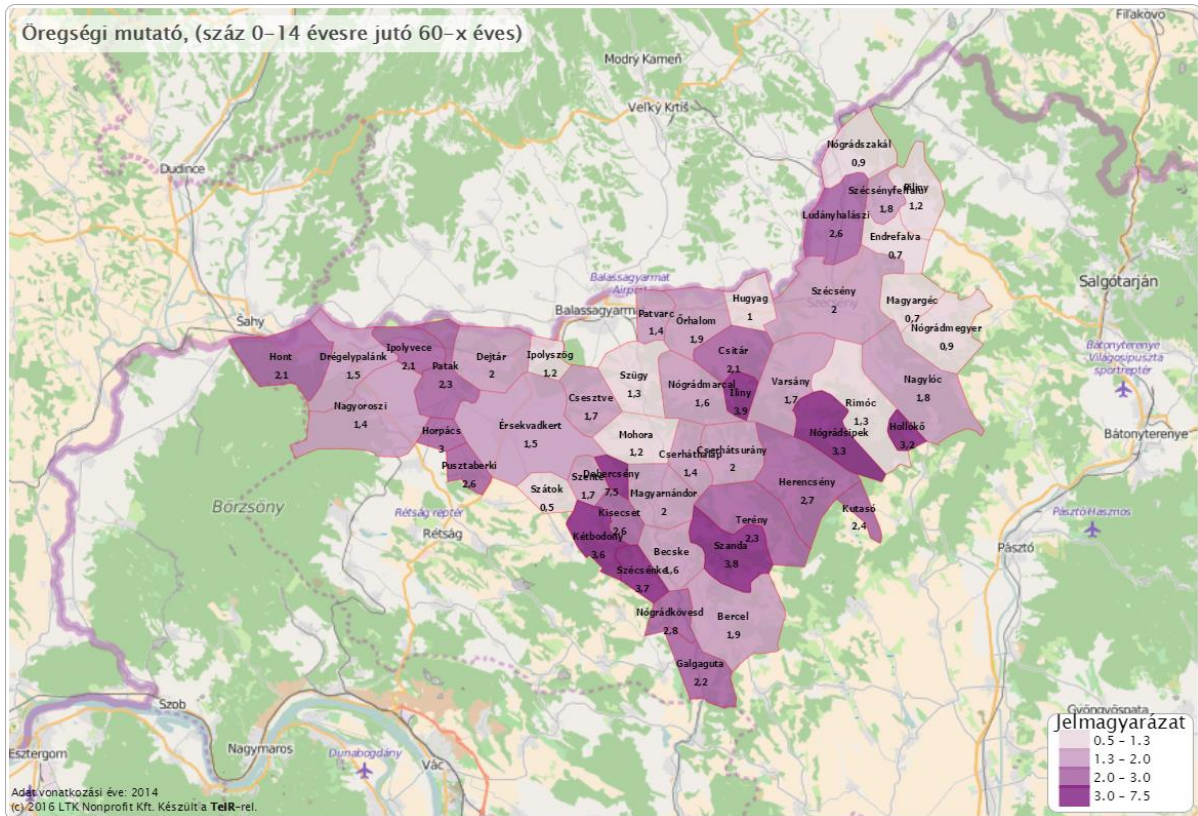 Öregségi mutató, (száz 0-14 évesre jutó 60-x éves)
Fiľakovo
Modrý Kameň
Veľký Krtíš
Dudince
Nógrádszakál
0,9
Szécsényfelfalu
1,8
Piliny
1,2
Ludányhalászi
2,6
Endrefalva
0,7
Salgótarján
Balassagyarmat
Airport
Balassagyarm
Szécsény
2
Hugyag
1
Magyargéc
0,7
Nógrádmegyer
0,9
Patvarc
1,4
Őrhalom
1,9
Šahy
Bátonyterenye
Világosipuszta
sportreptér
Hont
2,1
Drégelypalánk
1,5
Ipolyvece
2,1
Patak
2,3
Dejtár
2
Ipolyszög
1,2
Csitár
2,1
Szügy
1,3
Nógrádmarcal
1,6
Iliny
3,9
Varsány
1,7
Nagylóc
1,8
Nagyoroszi
1,4
Csesztve
1,7
Rimóc
1,3
Hollókő
3,2
Bátonyterenye
Horpács
3
Érsekvadkert
1,5
Mohora
1,2
Nógrádsipek
3,3
Pusztaberki
2,6
Cserháthaláp
1,4
Cserhátsurány
2
Szátok
0,5
Szente
1,7
Debercsény
7,5
Magyarnándor
2
Herencsény
2,7
Kutasó
2,4
Börzsöny
Rétsági reptér
Rétság
Kisecset
2,6
Kétbodony
3,6
Terény
2,3
Pásztó-Hasznos
Pásztó
Becske
1,6
Szanda
3,8
Szécsénke
3,7
Nógrádkövesd
2,8
Bercel
1,9
Galgaguta
2,2
Szob
Nagymaros
Esztergom
Dunabogdány
Vác
Gyöngyöspata
Jelmagyarázat
0.5 - 1.3
1.3 - 2.0
2.0 - 3.0
3.0 - 7.5
Adat vonatkozási éve: 2014
(c) 2016 LTK Nonprofit Kft. Készült a TeIR-rel.